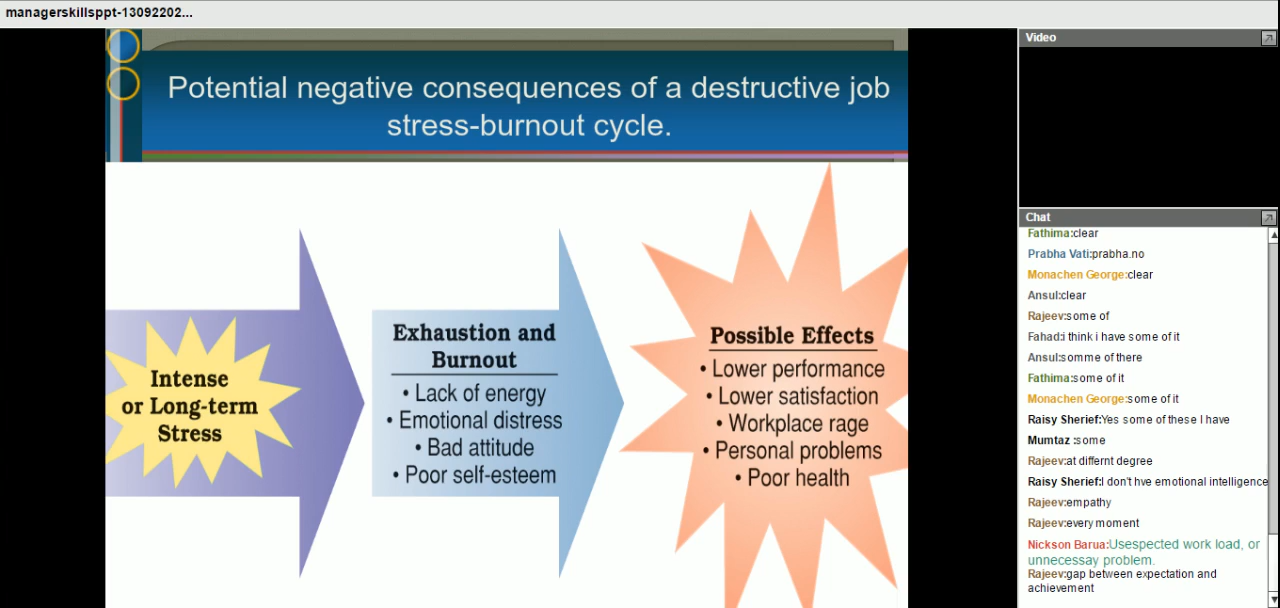 managerskillsppt-13092202...
Potential negative consequences of a destructive job
stress-burnout cycle.
Intense
or Long-term
Stress
Exhaustion and
Burnout
• Lack of energy
• Emotional distress
• Bad attitude
• Poor self-esteem
Possible Effects
• Lower performance
• Lower satisfaction
• Workplace rage
• Personal problems
• Poor health
Video
Chat
Fathima:clear
Prabha Vati:prabha.no
Monachen George:clear
Ansul:clear
Rajeev:some of
Fahad:i think i have some of it
Ansul:somme of there
Fathima:some of it
Monachen George:some of it
Raisy Sherief:Yes some of these I have
Mumtaz :some
Rajeev:at differnt degree
Raisy Sherief:I don't hve emotional intelligence
Rajeev:empathy
Rajeev:every moment
Nickson Barua:Usespected work load, or
unnecessay problem.
Rajeev:gap between expectation and
achievement